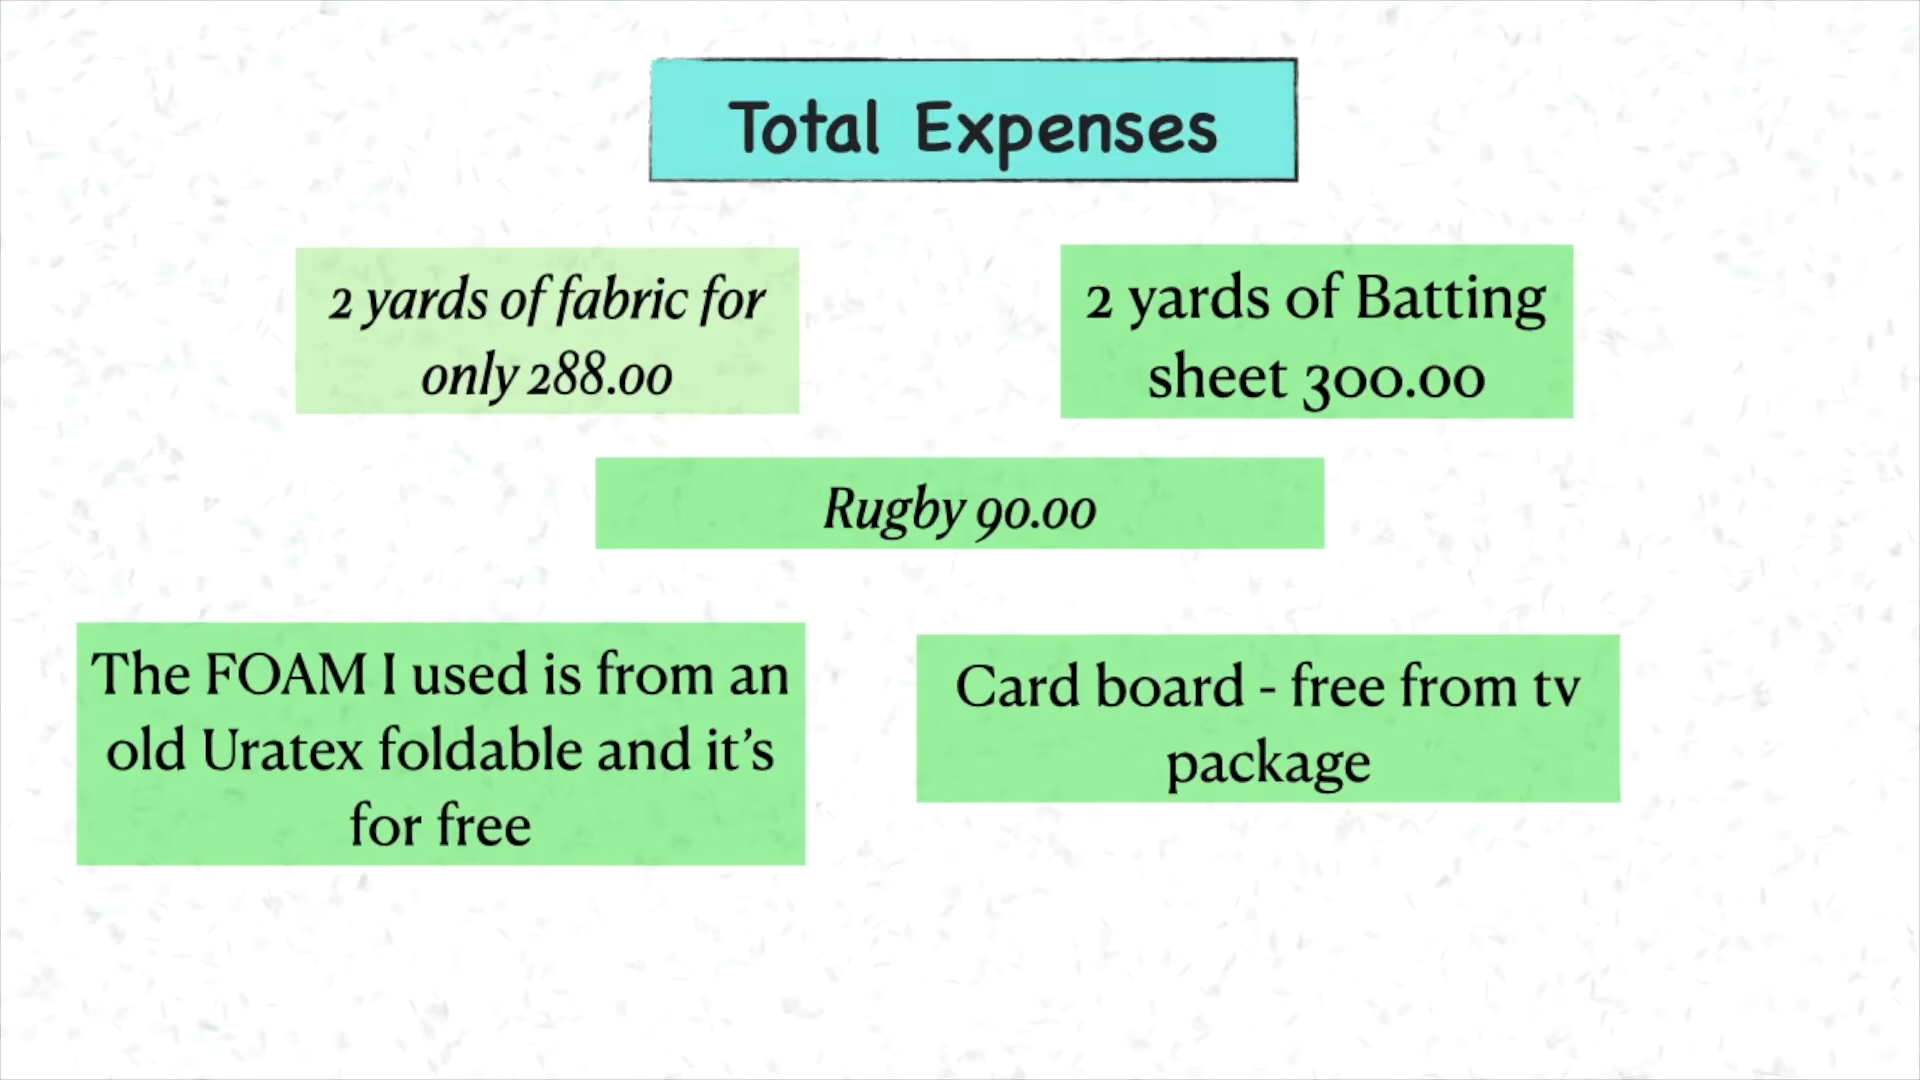 Total Expenses
2 yards of fabric for
only 288.00
2 yards of Batting
sheet 300.00
Rugby 90.00
The FOAM I used is from an
old Uratex foldable and it’s
for free
Card board - free from tv
package